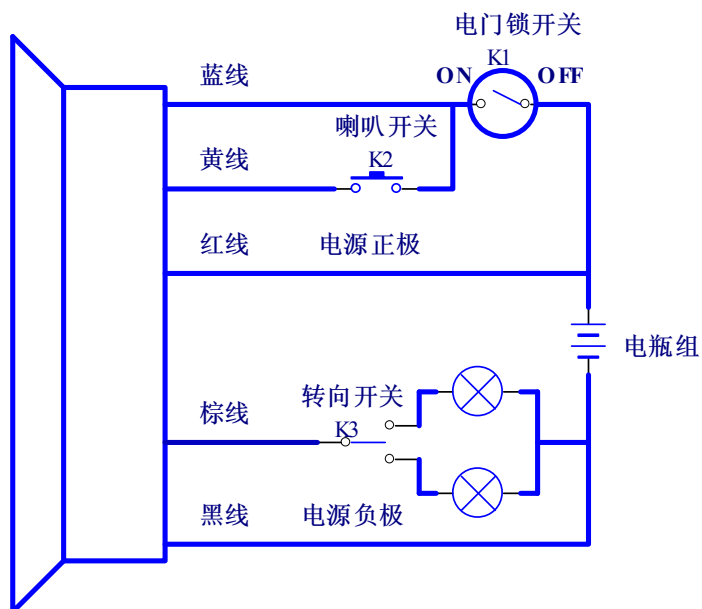 电门锁开关
K1
ON
OFF
蓝线
喇叭开关
K2
黄线
红线
电源正极
电瓶组
转向开关
K3
棕线
黑线
电源负极